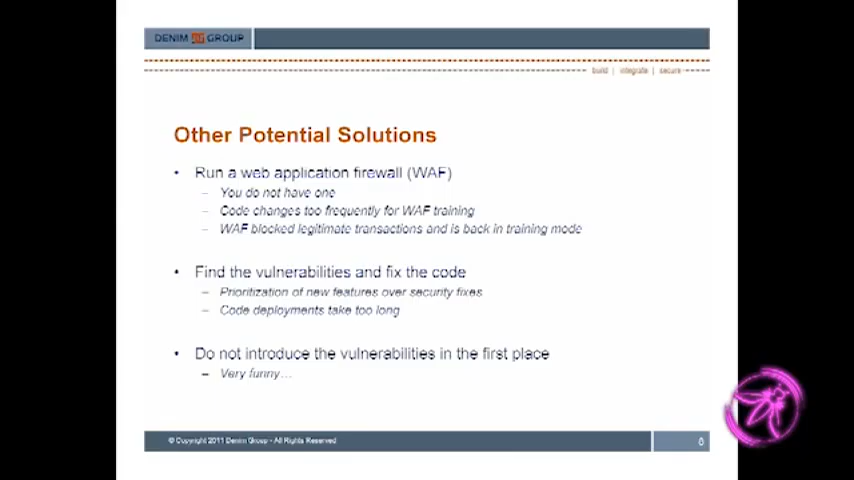 DENIM GROUP
build | integrate | secure
Other Potential Solutions
• Run a web application firewall (WAF)
– You do not have one
– Code changes too frequently for WAF training
– WAF blocked legitimate transactions and is back in training mode
• Find the vulnerabilities and fix the code
– Prioritization of new features over security fixes
– Code deployments take too long
• Do not introduce the vulnerabilities in the first place
– Very funny…
© Copyright 2011 Denim Group - All Rights Reserved